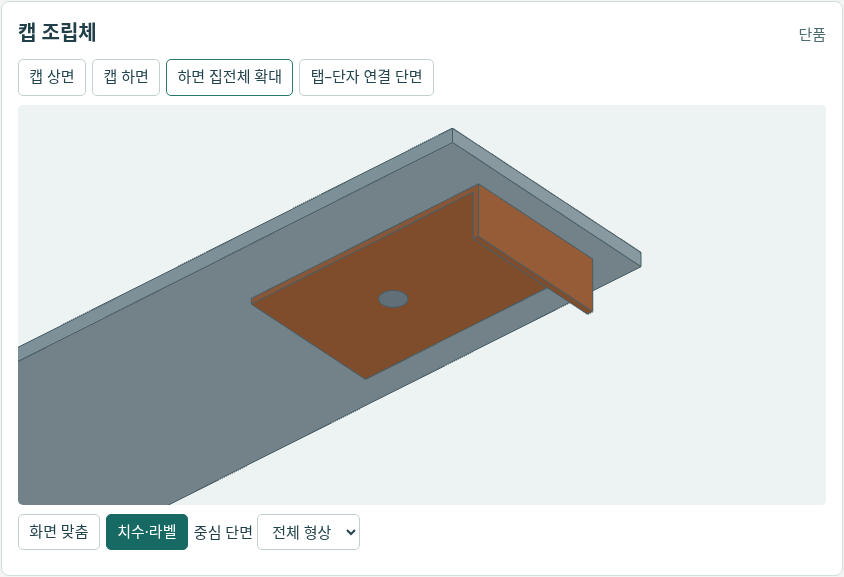 캡 조립체
단품
캡 상면
캡 하면
하면 집전체 확대
탭-단자 연결 단면
화면 맞춤
치수·라벨
중심 단면
전체 형상